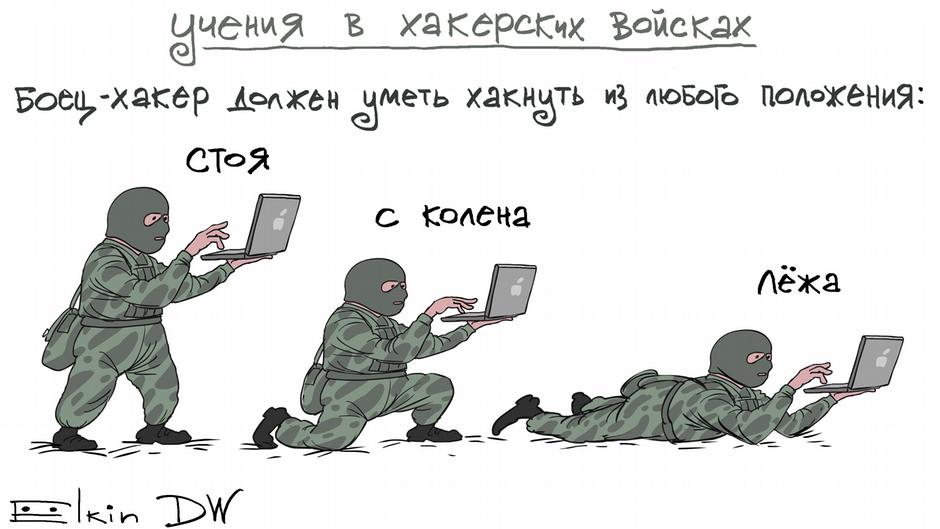 учения в хакерских войсках
Боец-хакер должен уметь хакнуть из любого положения:
стоя
с колена
лёжа
Elkin DW